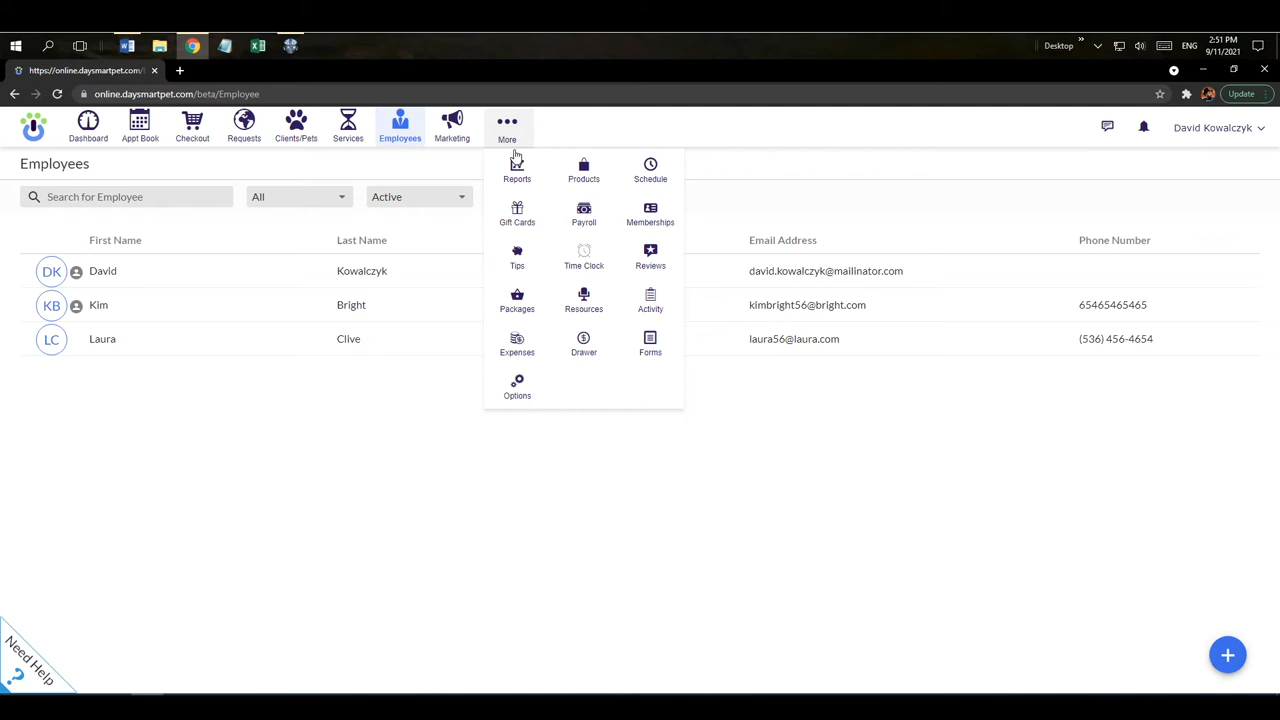 Desktop
»
ENG
2:51 PM
9/11/2021
https://online.daysmartpet.com/
online.daysmartpet.com/beta/Employee
Update
Dashboard
Appt Book
Checkout
Requests
Clients/Pets
Services
Employees
Marketing
More
David Kowalczyk
Employees
Search for Employee
All
Active
Reports
Products
Schedule
Gift Cards
Payroll
Memberships
Tips
Time Clock
Reviews
Packages
Resources
Activity
Expenses
Drawer
Forms
Options
First Name
Last Name
Email Address
Phone Number
DK David Kowalczyk david.kowalczyk@mailinator.com
KB Kim Bright kimbright56@bright.com 65465465465
LC Laura Clive laura56@laura.com (536) 456-4654
Need Help
?
+